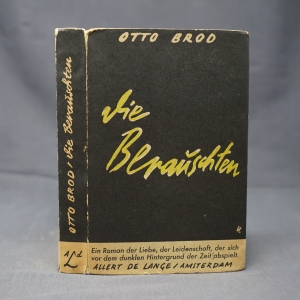 OTTO BROD
die
Berauschten
Ein Roman der Liebe, der Leidenschaft, der sich
vor dem dunklen Hintergrund der Zeit abspielt.
ALLERT DE LANGE / AMSTERDAM
OTTO BROD / die Berauschten
ALd